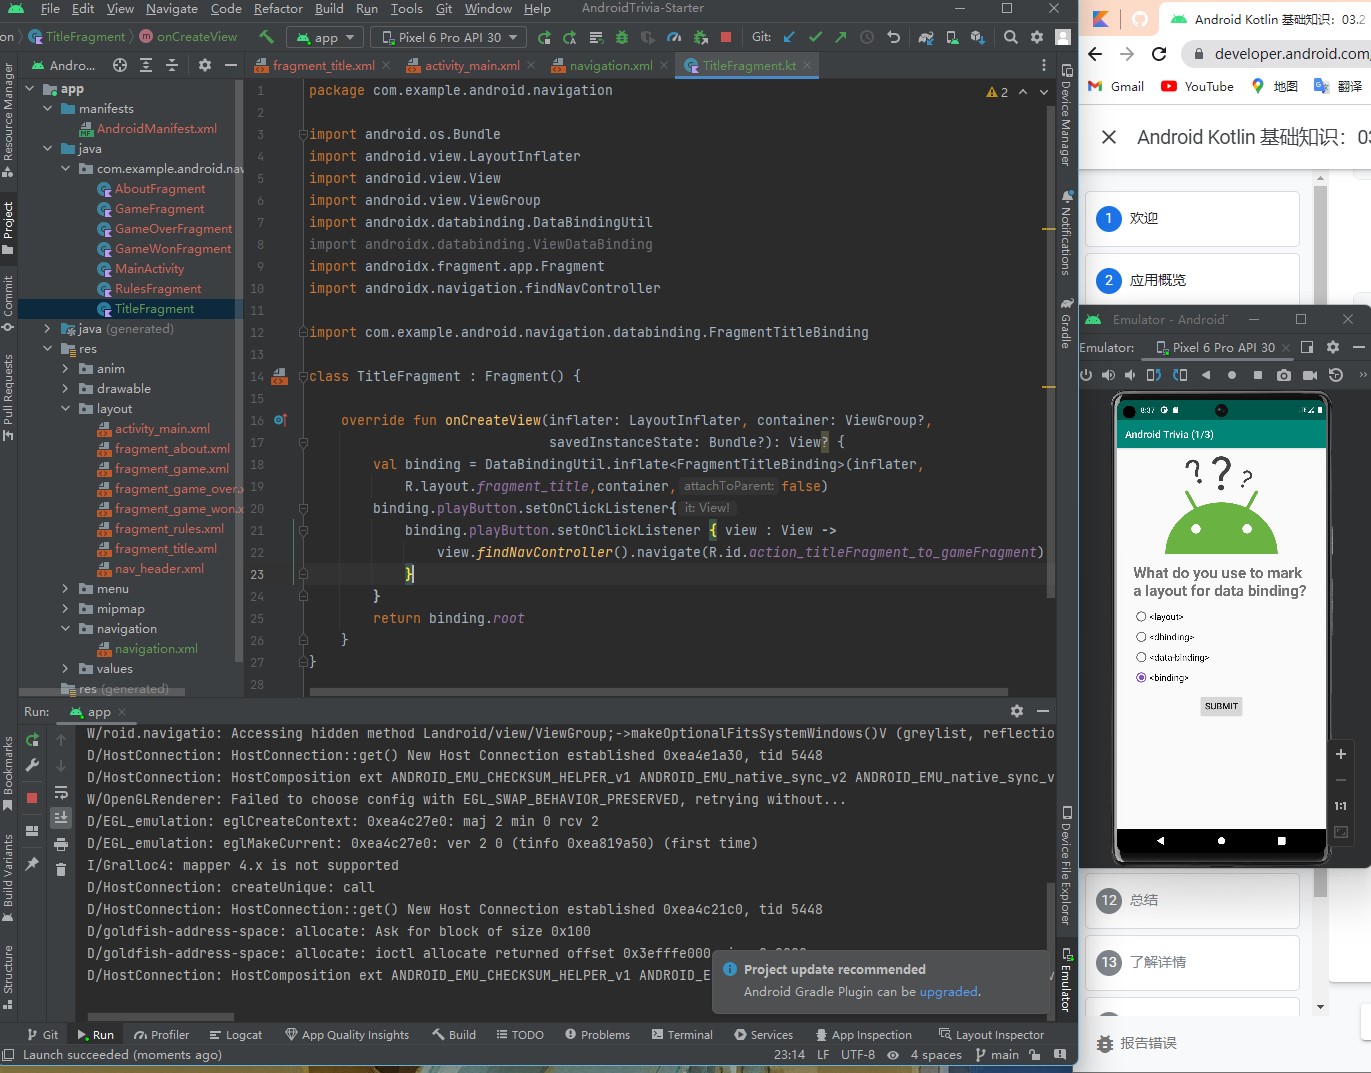 File Edit View Navigate Code Refactor Build Run Tools Git Window Help AndroidTrivia-Starter
on TitleFragment onCreateView app Pixel 6 Pro API 30 Git:
Andro... fragment_title.xml activity_main.xml navigation.xml TitleFragment.kt
Resource Manager
Project
Commit
Pull Requests
Bookmarks
Build Variants
Structure
app
manifests
AndroidManifest.xml
java
com.example.android.nav
AboutFragment
GameFragment
GameOverFragment
GameWonFragment
MainActivity
RulesFragment
TitleFragment
java (generated)
res
anim
drawable
layout
activity_main.xml
fragment_about.xml
fragment_game.xml
fragment_game_over.x
fragment_game_won.x
fragment_rules.xml
fragment_title.xml
nav_header.xml
menu
mipmap
navigation
navigation.xml
values
res (generated)
2
1 package com.example.android.navigation
2
3 import android.os.Bundle
4 import android.view.LayoutInflater
5 import android.view.View
6 import android.view.ViewGroup
7 import androidx.databinding.DataBindingUtil
8 import androidx.databinding.ViewDataBinding
9 import androidx.fragment.app.Fragment
10 import androidx.navigation.findNavController
11
12 import com.example.android.navigation.databinding.FragmentTitleBinding
13
14 class TitleFragment : Fragment() {
15
16 override fun onCreateView(inflater: LayoutInflater, container: ViewGroup?,
17 savedInstanceState: Bundle?): View? {
18 val binding = DataBindingUtil.inflate<FragmentTitleBinding>(inflater,
19 R.layout.fragment_title,container, attachToParent: false)
20 binding.playButton.setOnClickListener{ it: View!
21 binding.playButton.setOnClickListener { view : View ->
22 view.findNavController().navigate(R.id.action_titleFragment_to_gameFragment)
23 }
24 }
25 return binding.root
26 }
27 }
28
Device Manager
Notifications
Gradle
Device File Explorer
Emulator
Run: app
W/roid.navigatio: Accessing hidden method Landroid/view/ViewGroup;->makeOptionalFitsSystemWindows()V (greylist, reflectio
D/HostConnection: HostConnection::get() New Host Connection established 0xea4e1a30, tid 5448
D/HostConnection: HostComposition ext ANDROID_EMU_CHECKSUM_HELPER_v1 ANDROID_EMU_native_sync_v2 ANDROID_EMU_native_sync_v
W/OpenGLRenderer: Failed to choose config with EGL_SWAP_BEHAVIOR_PRESERVED, retrying without...
D/EGL_emulation: eglCreateContext: 0xea4c27e0: maj 2 min 0 rcv 2
D/EGL_emulation: eglMakeCurrent: 0xea4c27e0: ver 2 0 (tinfo 0xea819a50) (first time)
I/Gralloc4: mapper 4.x is not supported
D/HostConnection: createUnique: call
D/HostConnection: HostConnection::get() New Host Connection established 0xea4c21c0, tid 5448
D/goldfish-address-space: allocate: Ask for block of size 0x100
D/goldfish-address-space: allocate: ioctl allocate returned offset 0x3efffe000
D/HostConnection: HostComposition ext ANDROID_EMU_CHECKSUM_HELPER_v1 ANDROID_E
Project update recommended
Android Gradle Plugin can be upgraded.
Git Run Profiler Logcat App Quality Insights Build TODO Problems Terminal Services App Inspection Layout Inspector
Launch succeeded (moments ago) 23:14 LF UTF-8 4 spaces main
Android Kotlin 基础知识：03.2
developer.android.com
Gmail YouTube 地图 翻译
Android Kotlin 基础知识：03
1 欢迎
2 应用概览
Emulator - Android
Emulator: Pixel 6 Pro API 30
8:37
Android Trivia (1/3)
? ? ?
What do you use to mark
a layout for data binding?
<layout>
<dbinding>
<data-binding>
<binding>
SUBMIT
1:1
12 总结
13 了解详情
报告错误